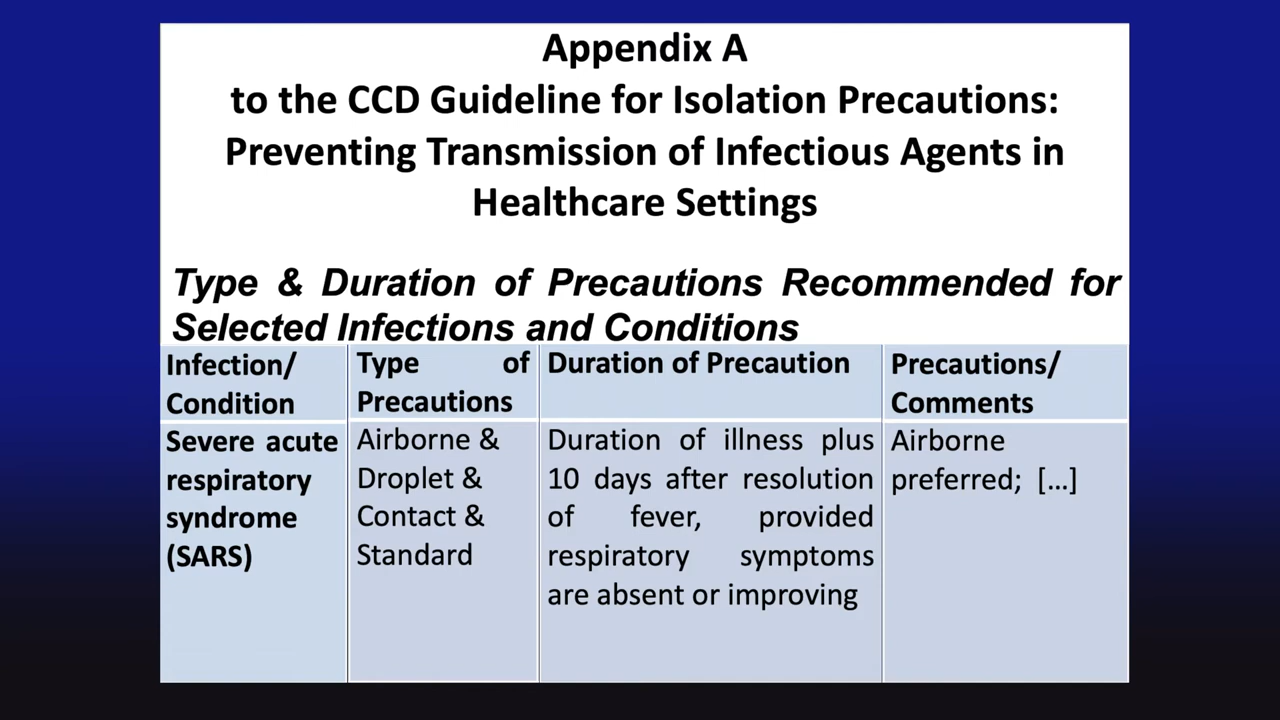 Appendix A
to the CCD Guideline for Isolation Precautions:
Preventing Transmission of Infectious Agents in
Healthcare Settings
Type & Duration of Precautions Recommended for
Selected Infections and Conditions
Infection/
Condition
Type of
Precautions
Duration of Precaution
Precautions/
Comments
Severe acute
respiratory
syndrome
(SARS)
Airborne &
Droplet &
Contact &
Standard
Duration of illness plus
10 days after resolution
of fever, provided
respiratory symptoms
are absent or improving
Airborne
preferred; [...]